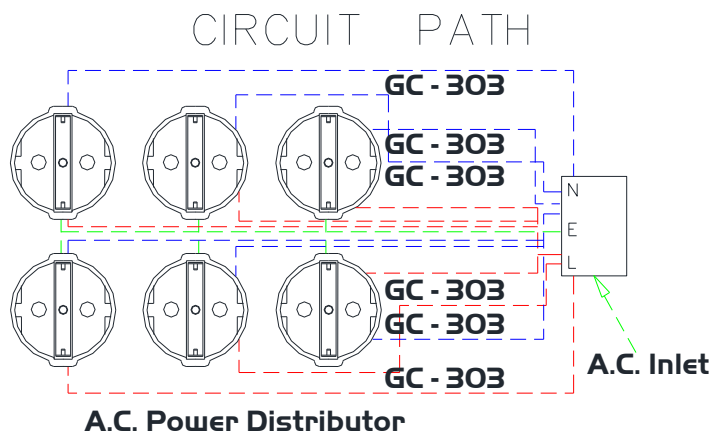 CIRCUIT PATH
GC - 303
GC - 303
GC - 303
N
E
L
GC - 303
GC - 303
GC - 303
A.C. Inlet
A.C. Power Distributor